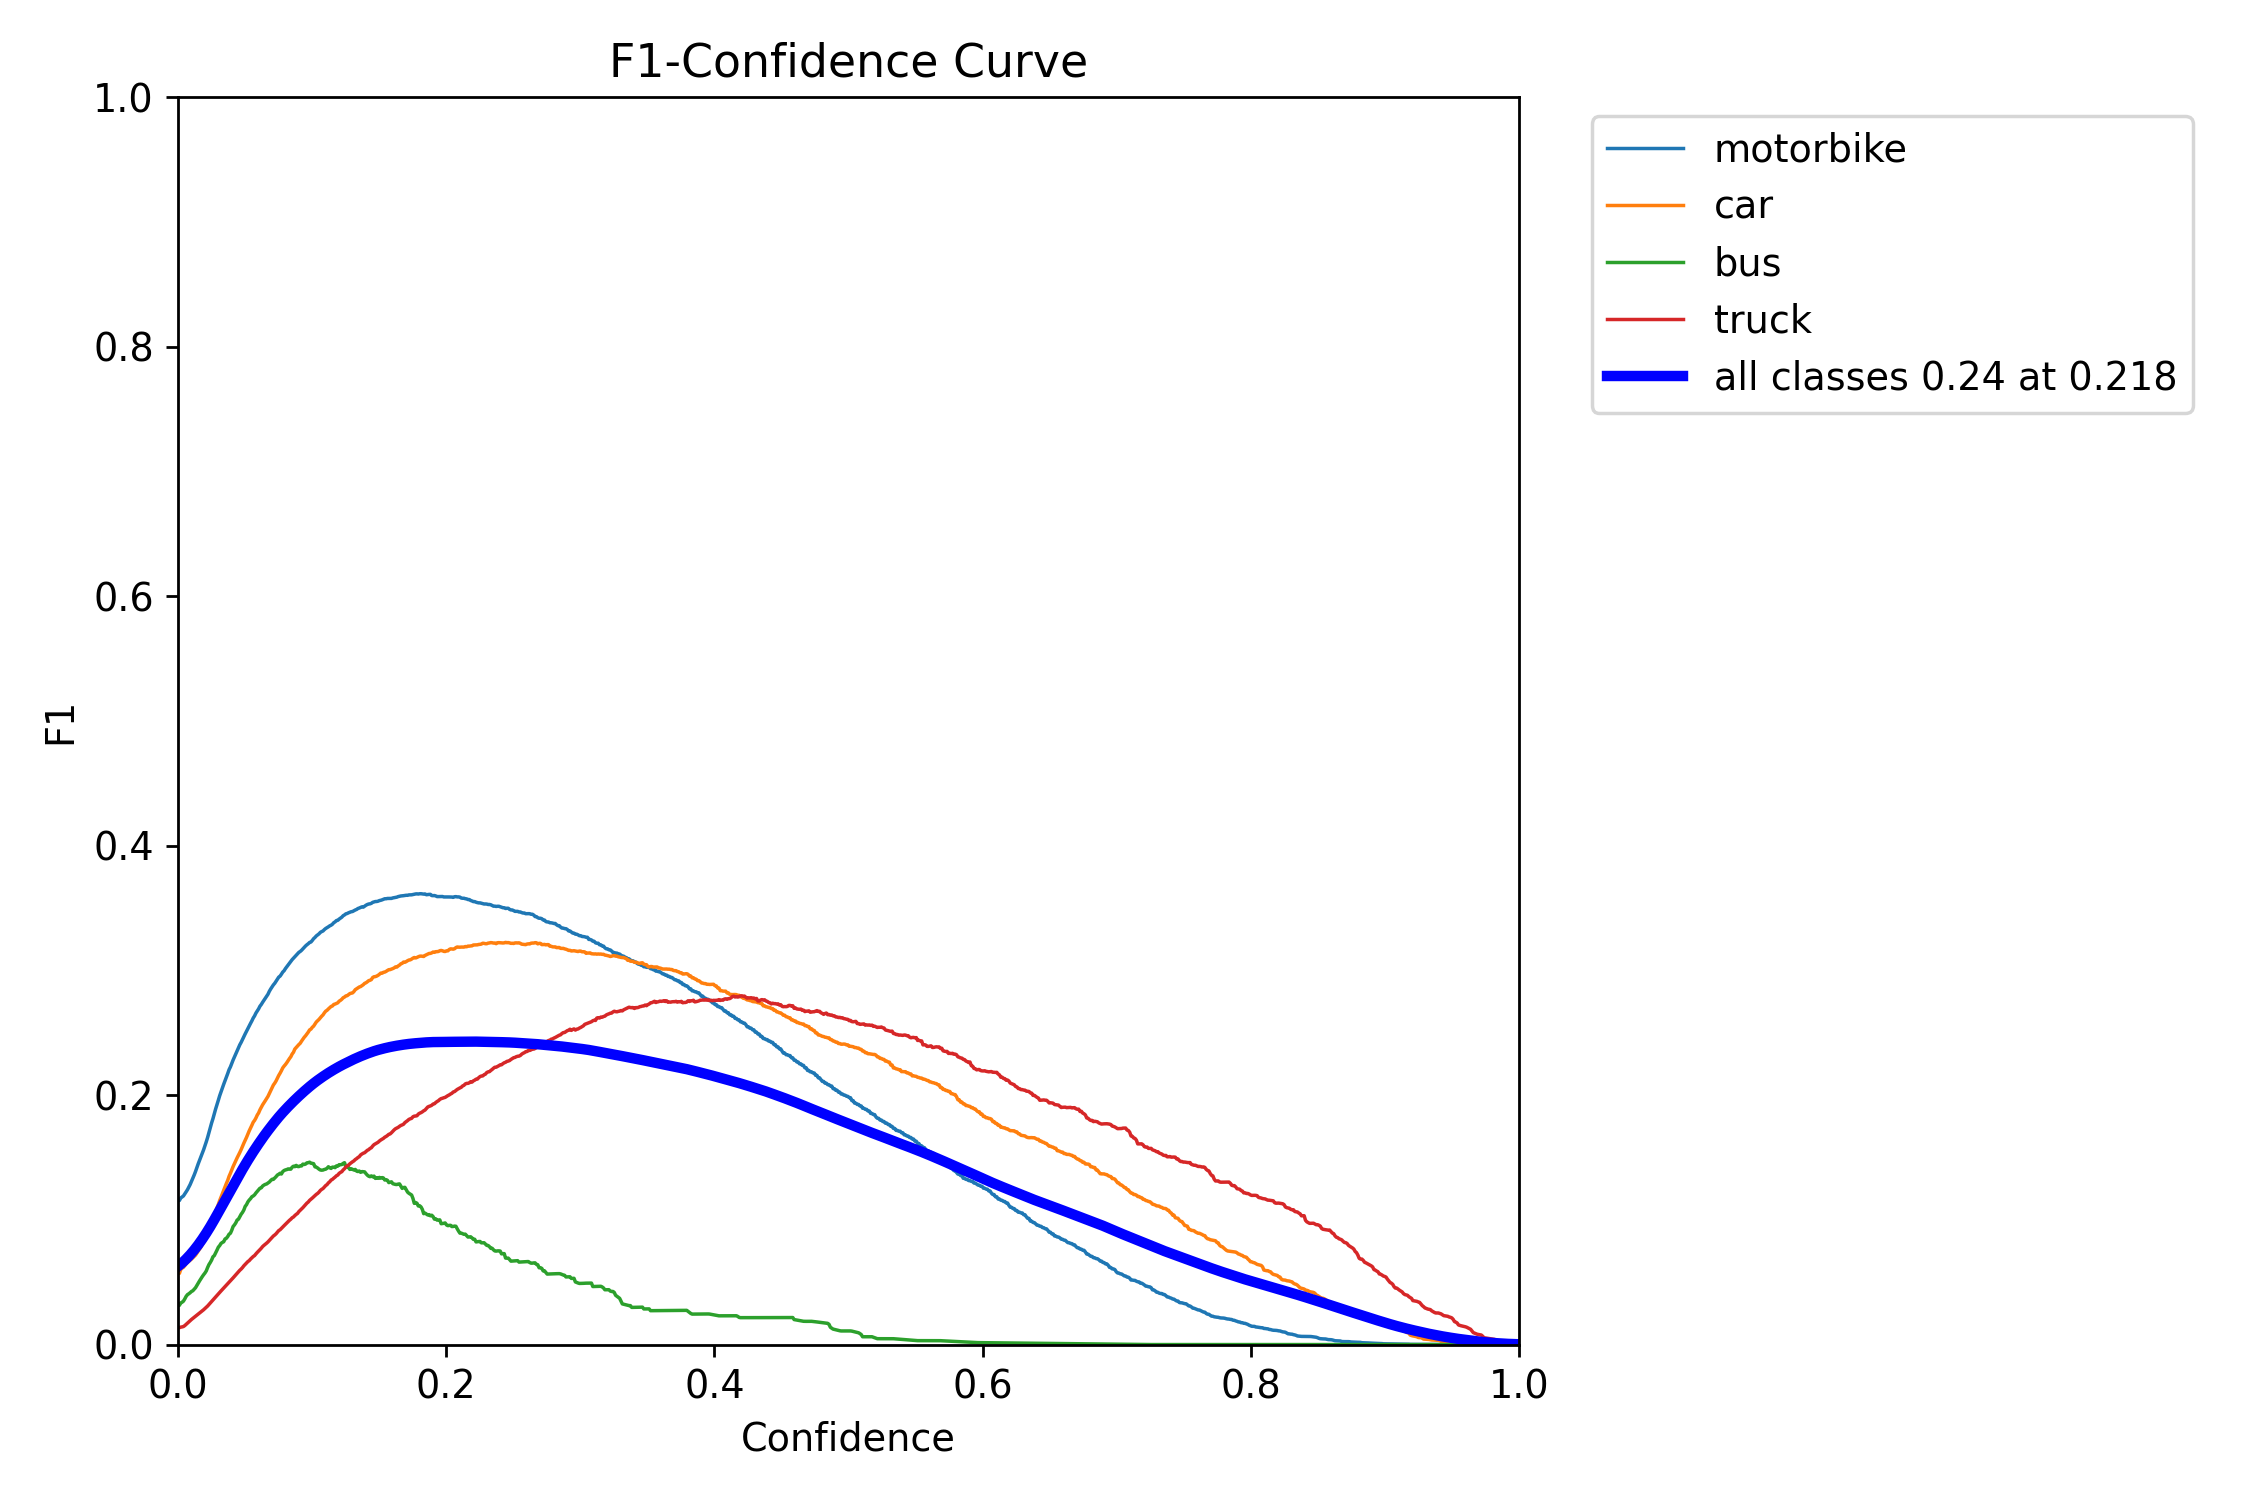 F1-Confidence Curve
1.0
0.8
0.6
0.4
0.2
0.0
F1
0.0 0.2 0.4 0.6 0.8 1.0
Confidence
motorbike
car
bus
truck
all classes 0.24 at 0.218